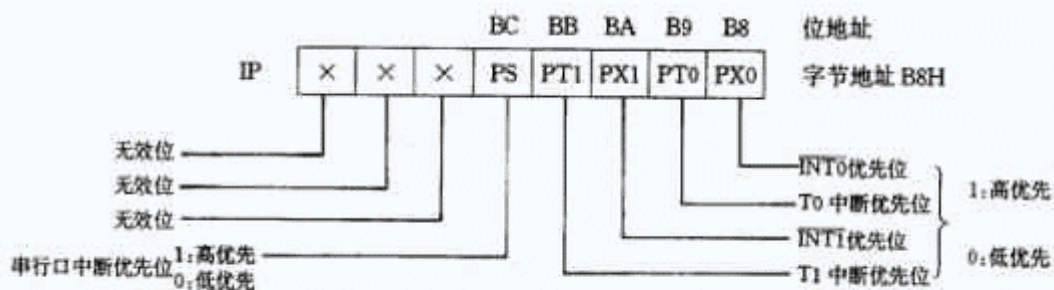 BC BB BA B9 B8 位地址
IP × × × PS PT1 PX1 PT0 PX0 字节地址 B8H
无效位
无效位
无效位
串行口中断优先位 1:高优先
0:低优先
INT0优先位
T0 中断优先位
INT1优先位
T1 中断优先位
1:高优先
0:低优先